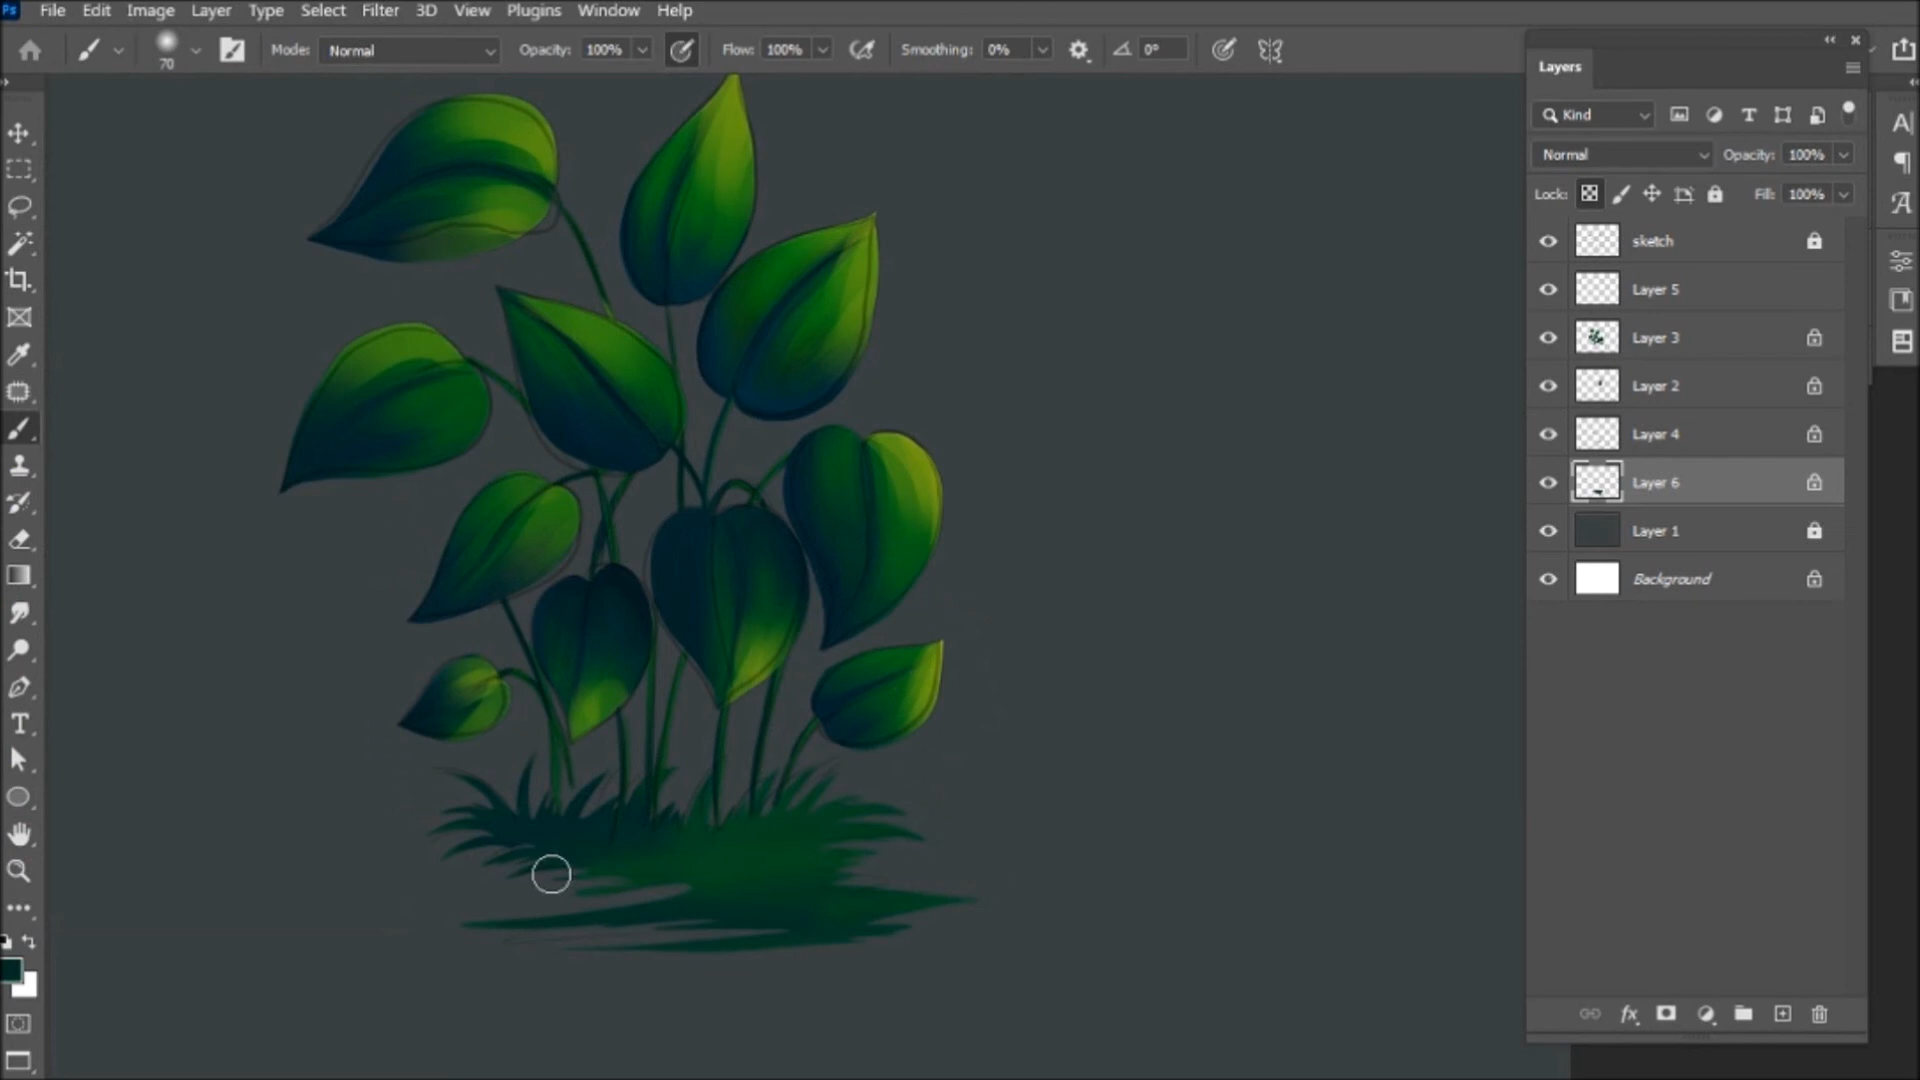 Ps File Edit Image Layer Type Select Filter 3D View Plugins Window Help
70 Mode: Normal Opacity: 100% Flow: 100% Smoothing: 0% 0°
Layers
Kind
Normal Opacity: 100%
Lock: Fill: 100%
sketch
Layer 5
Layer 3
Layer 2
Layer 4
Layer 6
Layer 1
Background
fx